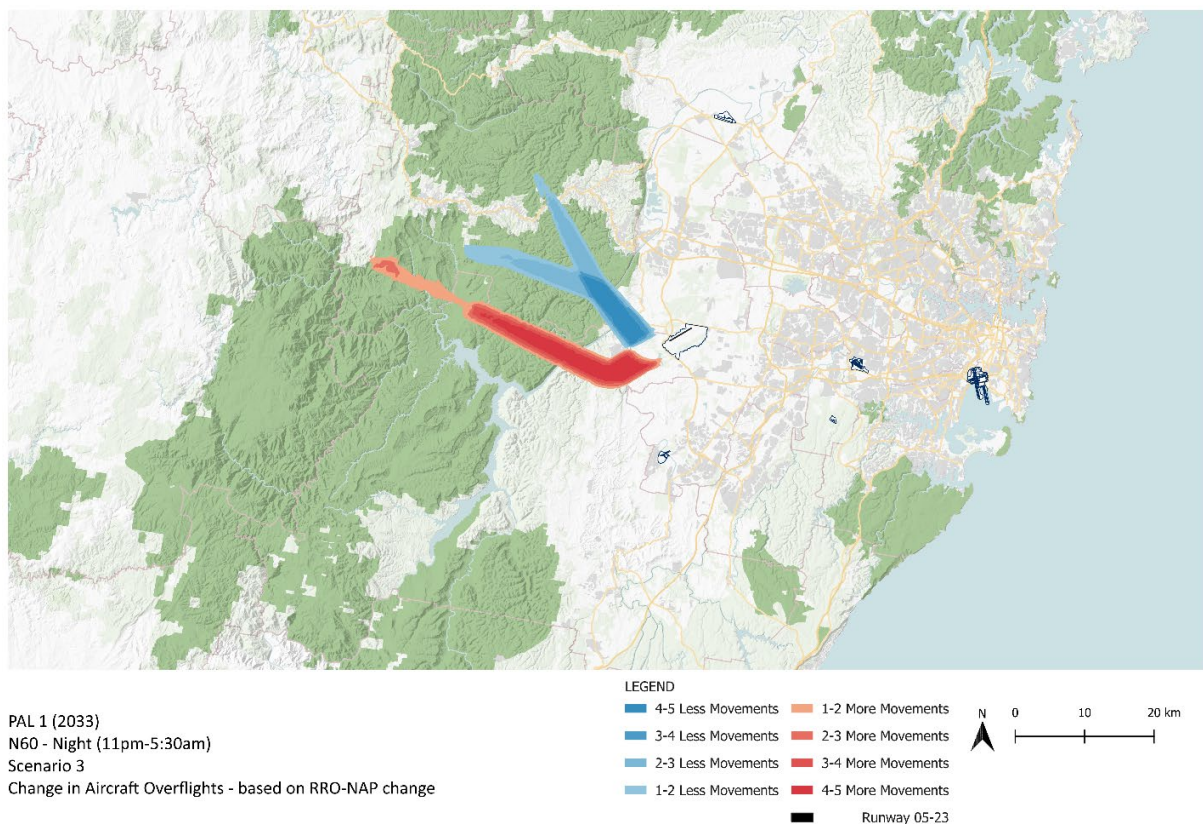 PAL 1 (2033)
N60 - Night (11pm-5:30am)
Scenario 3
Change in Aircraft Overflights - based on RRO-NAP change
LEGEND
4-5 Less Movements
3-4 Less Movements
2-3 Less Movements
1-2 Less Movements
1-2 More Movements
2-3 More Movements
3-4 More Movements
4-5 More Movements
Runway 05-23
N
0 10 20 km